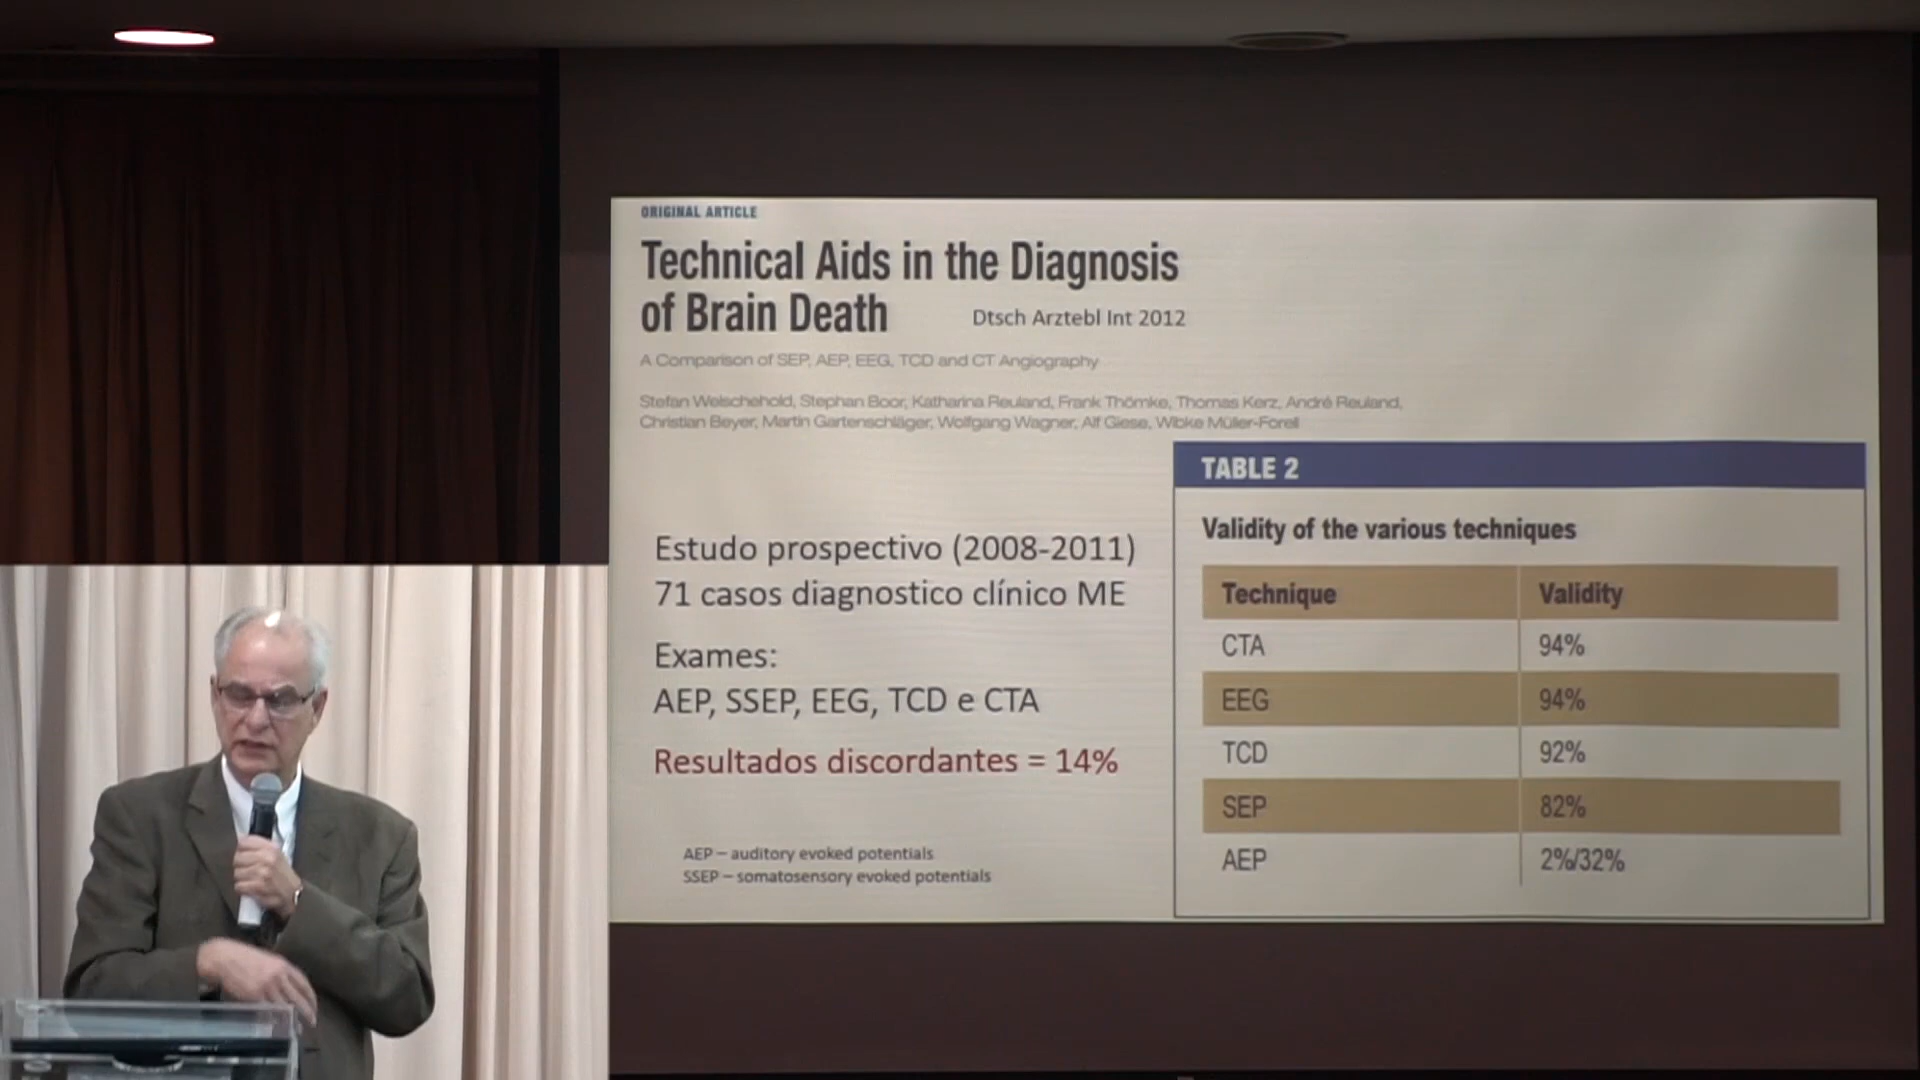 ORIGINAL ARTICLE
Technical Aids in the Diagnosis
of Brain Death
Dtsch Arztebl Int 2012
A Comparison of SEP, AEP, EEG, TCD and CT Angiography
Stefan Welschehold, Stephan Boor, Katharina Reuland, Frank Thömke, Thomas Kerz, André Reuland,
Christian Beyer, Martin Gartenschläger, Wolfgang Wagner, Alf Giese, Wibke Müller-Forell
Estudo prospectivo (2008-2011)
71 casos diagnostico clínico ME
Exames:
AEP, SSEP, EEG, TCD e CTA
Resultados discordantes = 14%
AEP – auditory evoked potentials
SSEP – somatosensory evoked potentials
TABLE 2
Validity of the various techniques
Technique Validity
CTA 94%
EEG 94%
TCD 92%
SEP 82%
AEP 2%/32%